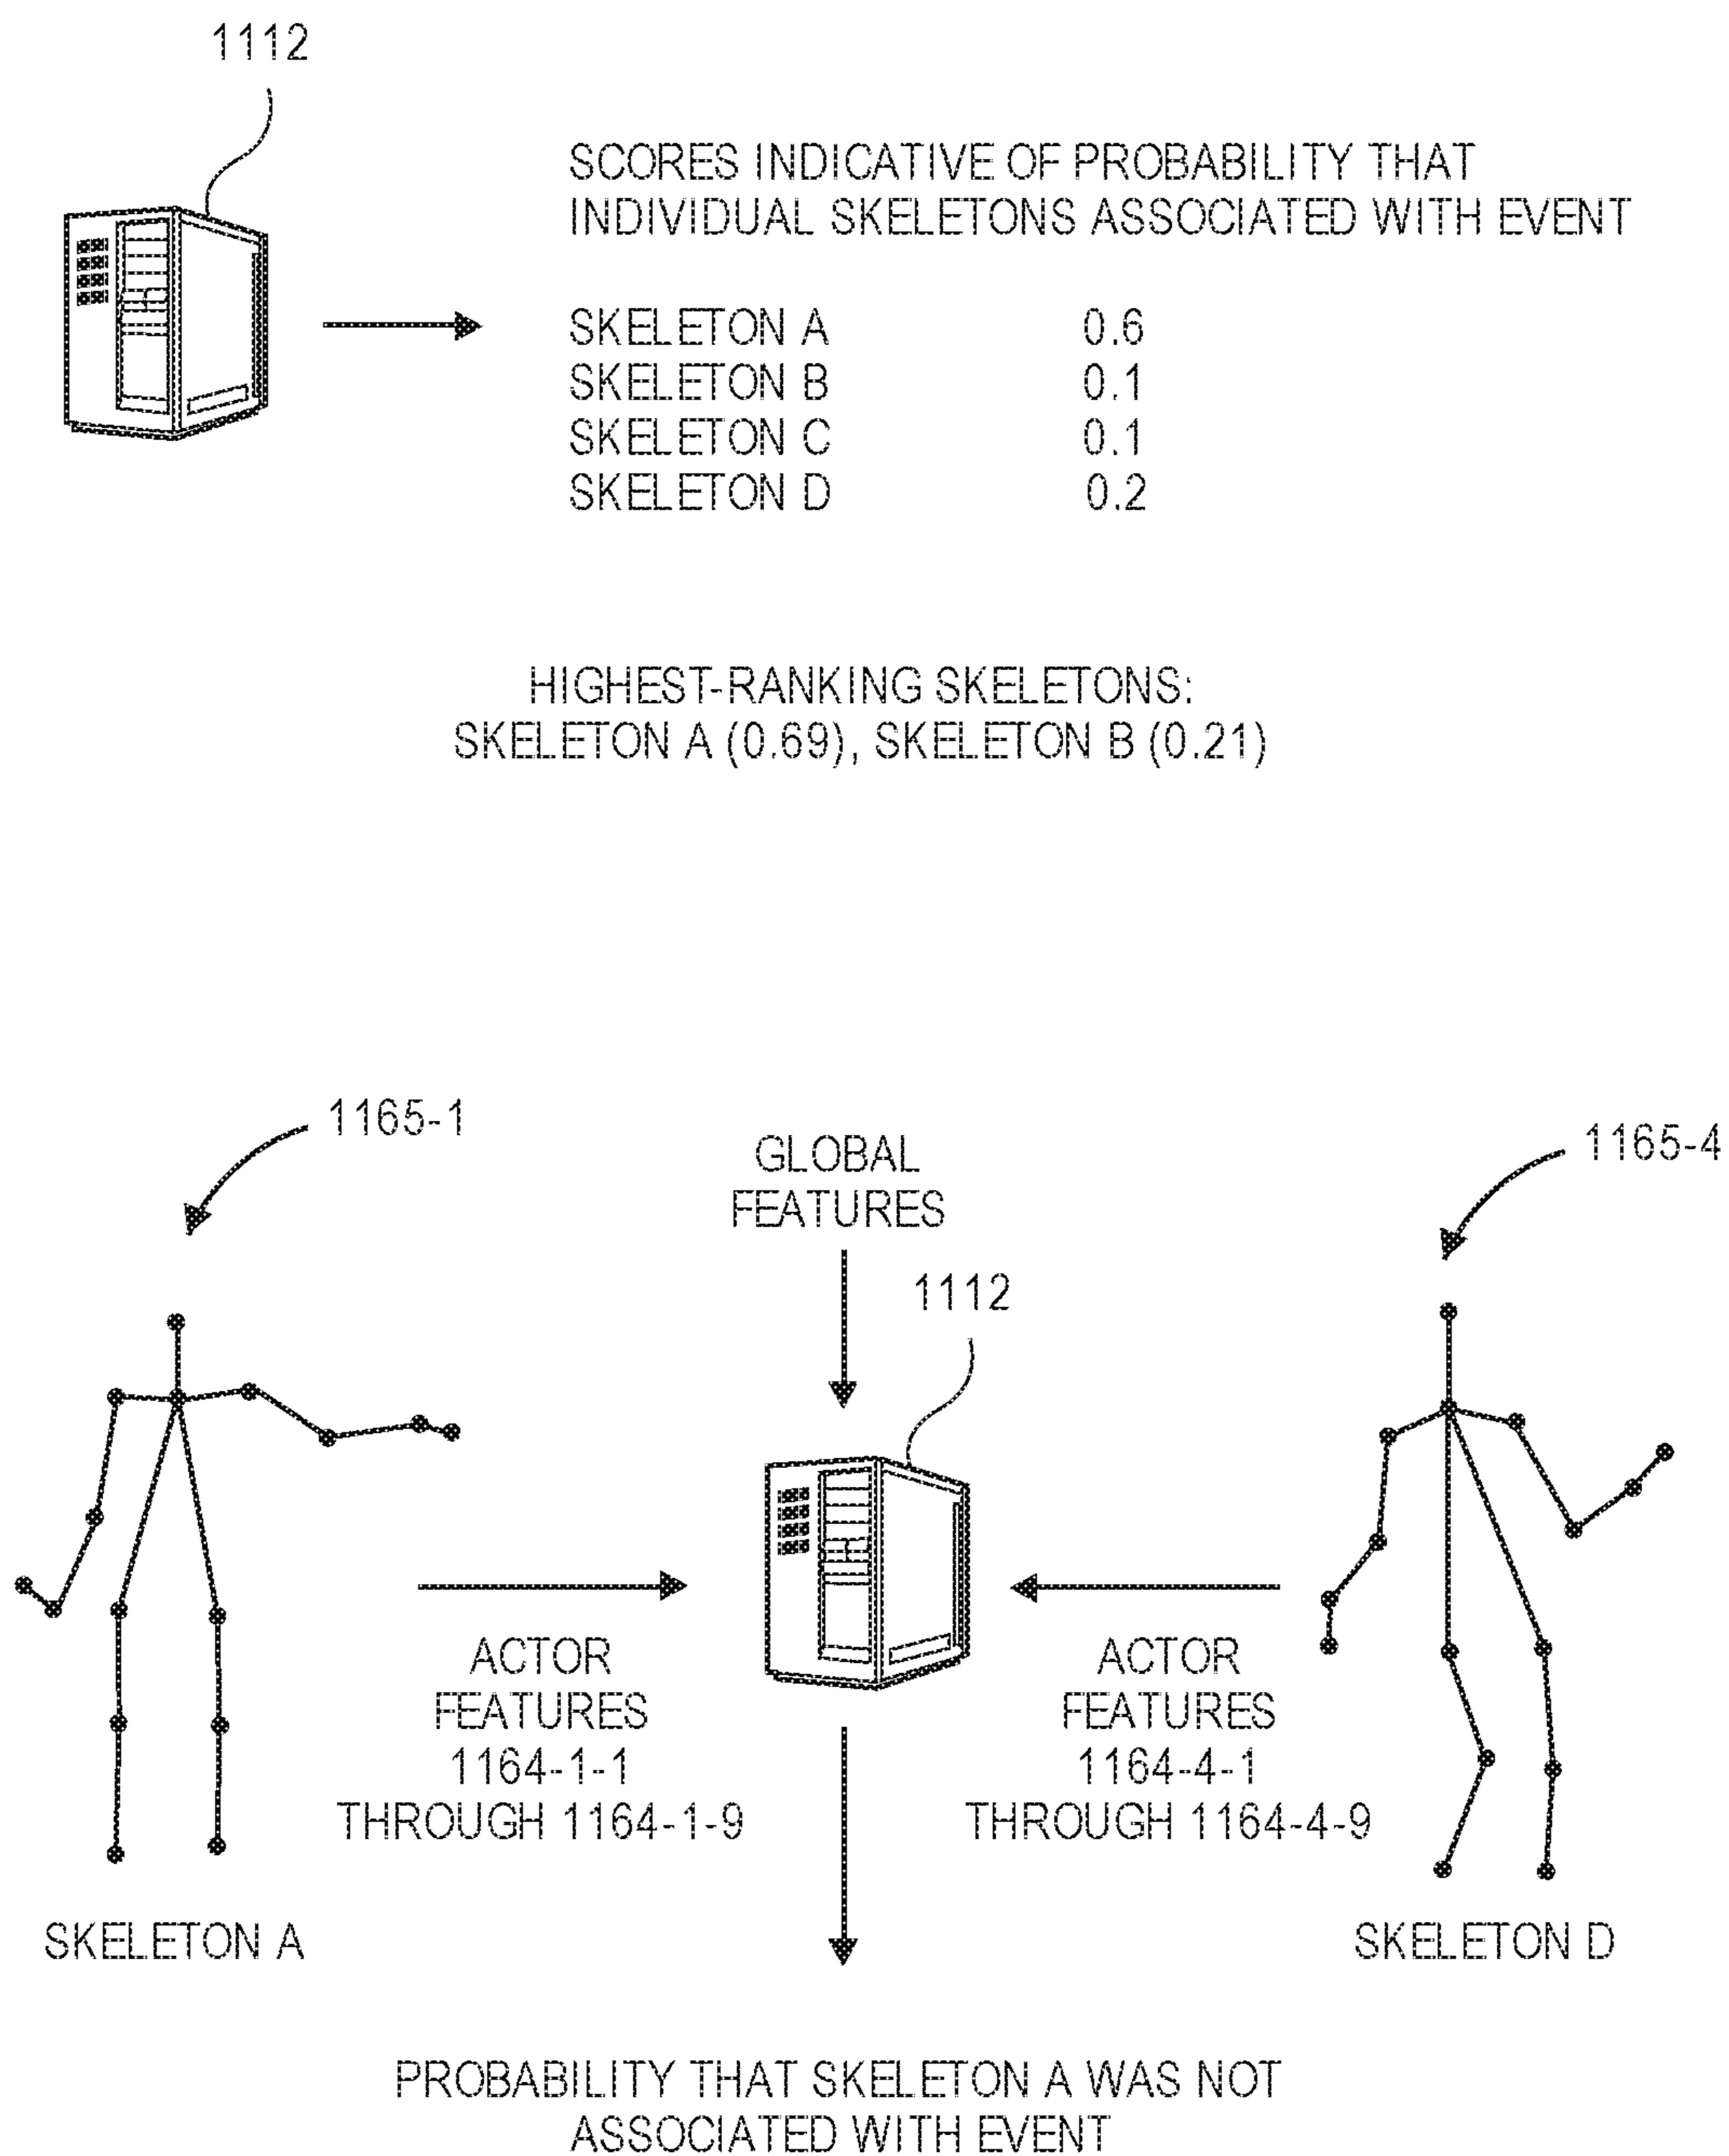 1112
SCORES INDICATIVE OF PROBABILITY THAT
INDIVIDUAL SKELETONS ASSOCIATED WITH EVENT
SKELETON A 0.6
SKELETON B 0.1
SKELETON C 0.1
SKELETON D 0.2
HIGHEST-RANKING SKELETONS:
SKELETON A (0.69), SKELETON B (0.21)
1165-1
GLOBAL
FEATURES
1165-4
1112
ACTOR
FEATURES
1164-1-1
THROUGH 1164-1-9
ACTOR
FEATURES
1164-4-1
THROUGH 1164-4-9
SKELETON A
SKELETON D
PROBABILITY THAT SKELETON A WAS NOT
ASSOCIATED WITH EVENT